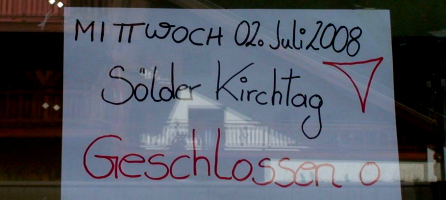 MITTWOCH 02. Juli 2008
Sölder Kirchtag
Geschlossen